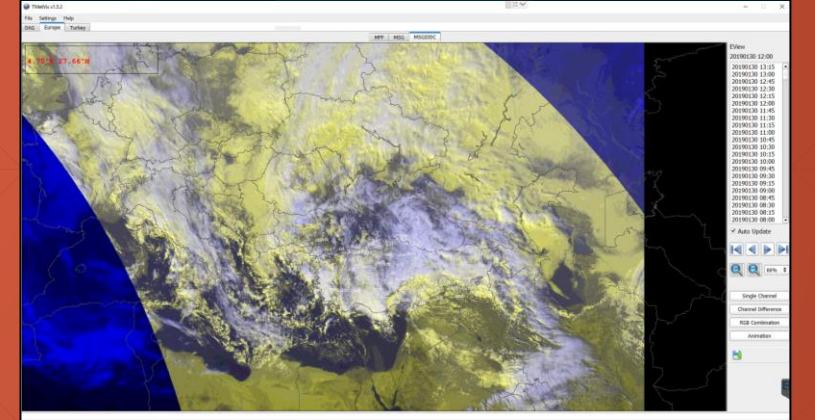 TMetVis v1.5.2
File Settings Help
DAG Europe Turkey
MPF MSG MSGIODC
EView
20190130 12:00
20190130 13:15
20190130 13:00
20190130 12:45
20190130 12:30
20190130 12:15
20190130 12:00
20190130 11:45
20190130 11:30
20190130 11:15
20190130 11:00
20190130 10:45
20190130 10:30
20190130 10:15
20190130 10:00
20190130 09:45
20190130 09:30
20190130 09:15
20190130 09:00
20190130 08:45
20190130 08:30
20190130 08:15
20190130 08:00
Auto Update
Single Channel
Channel Difference
RGB Combination
Animation